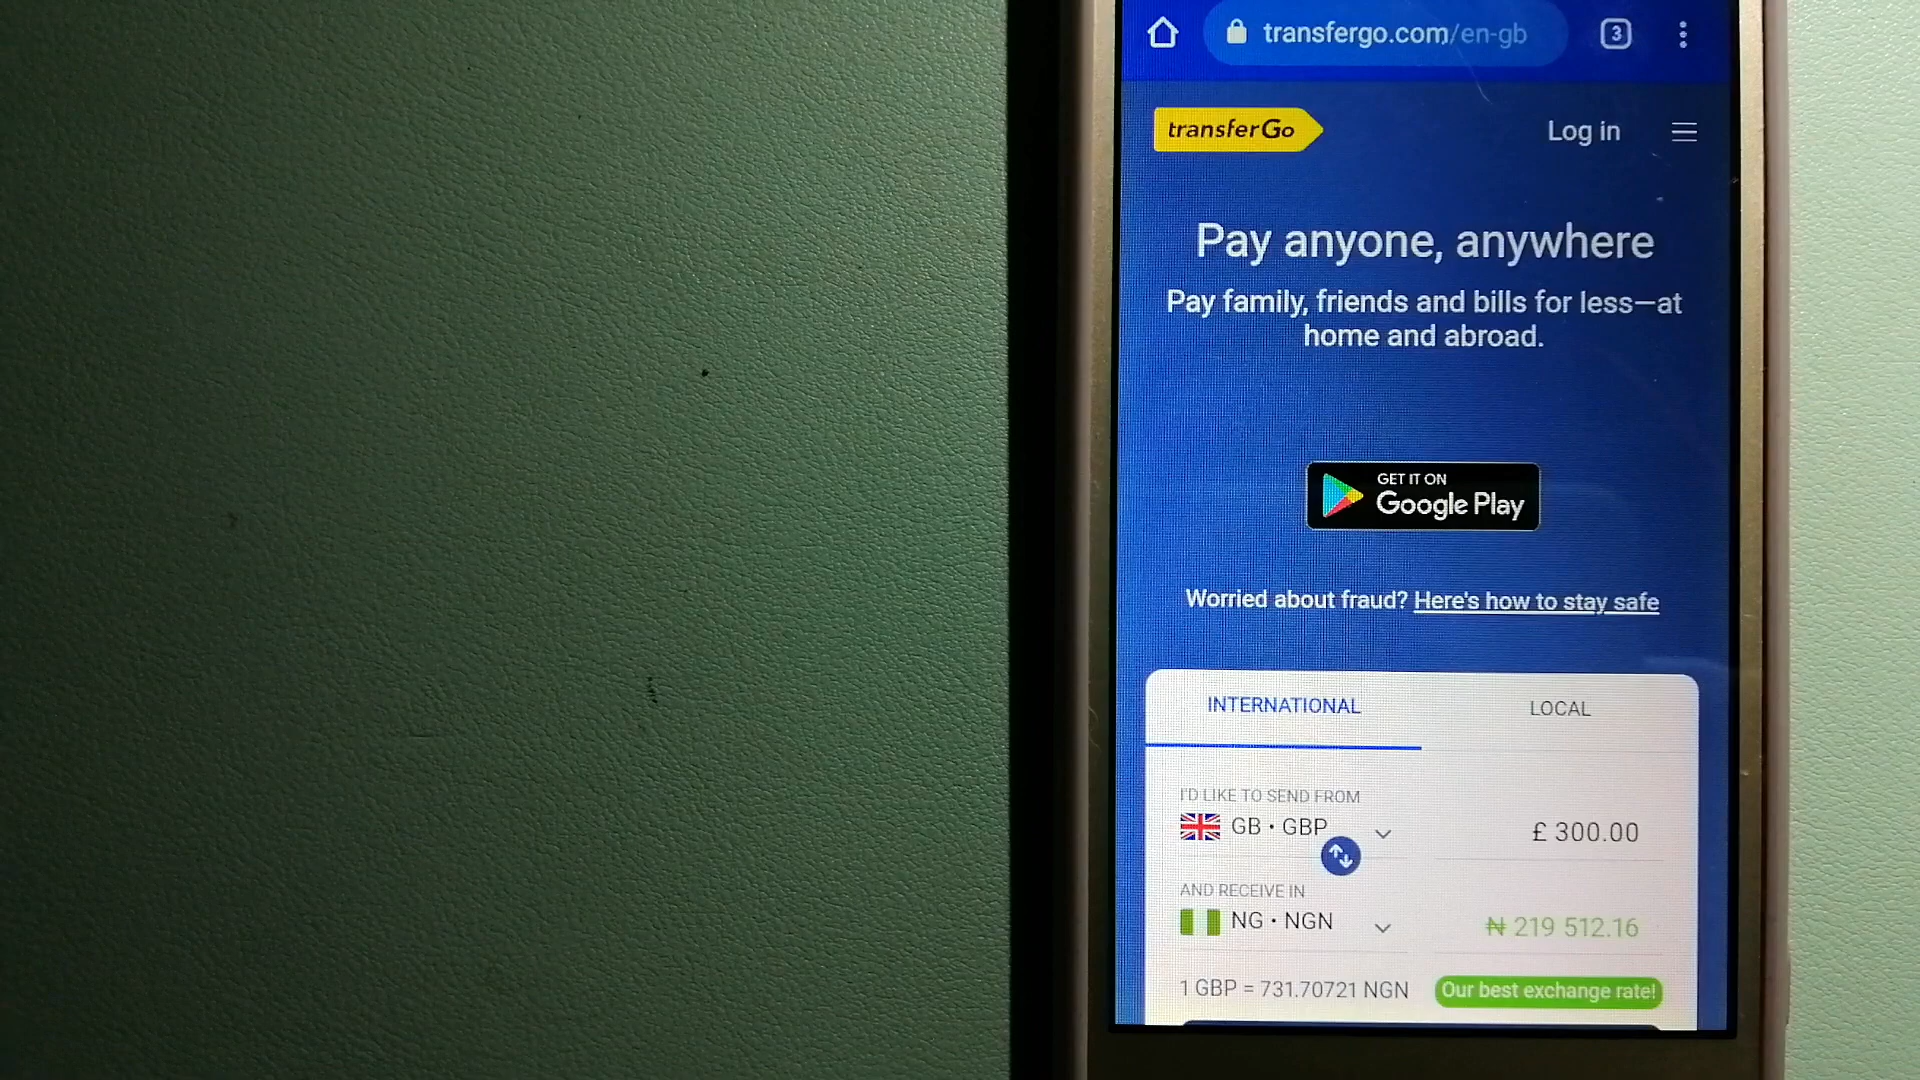 transfergo.com/en-gb
3
transferGo
Log in
Pay anyone, anywhere
Pay family, friends and bills for less—at
home and abroad.
GET IT ON
Google Play
Worried about fraud? Here's how to stay safe
INTERNATIONAL
LOCAL
I'D LIKE TO SEND FROM
GB • GBP
£ 300.00
AND RECEIVE IN
NG • NGN
₦ 219 512.16
1 GBP = 731.70721 NGN
Our best exchange rate!